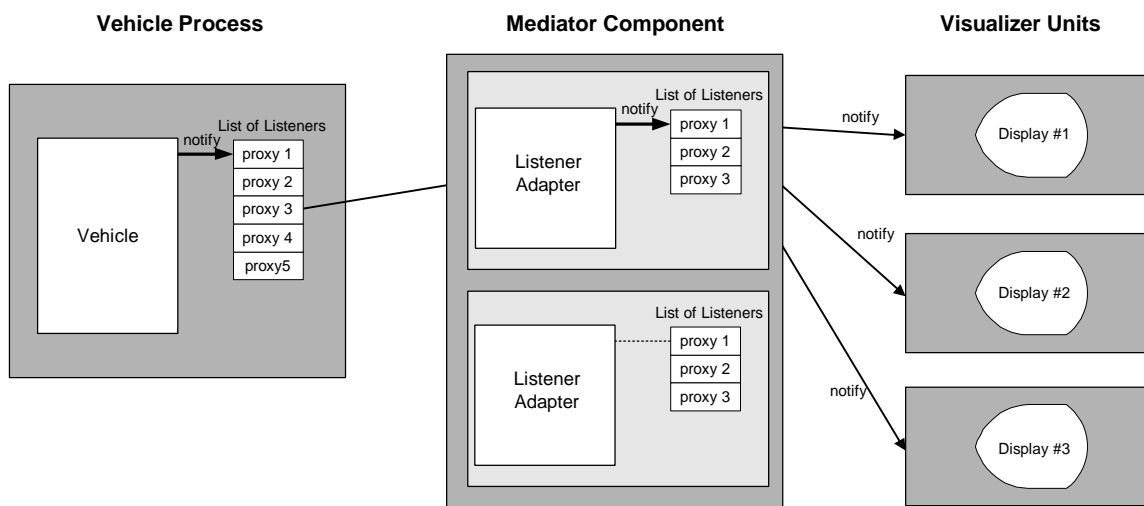 Vehicle Process
Mediator Component
Visualizer Units
List of Listeners
notify
Vehicle
proxy 1
proxy 2
proxy 3
proxy 4
proxy5
List of Listeners
notify
Listener
Adapter
proxy 1
proxy 2
proxy 3
List of Listeners
Listener
Adapter
proxy 1
proxy 2
proxy 3
notify
Display #1
notify
Display #2
notify
Display #3